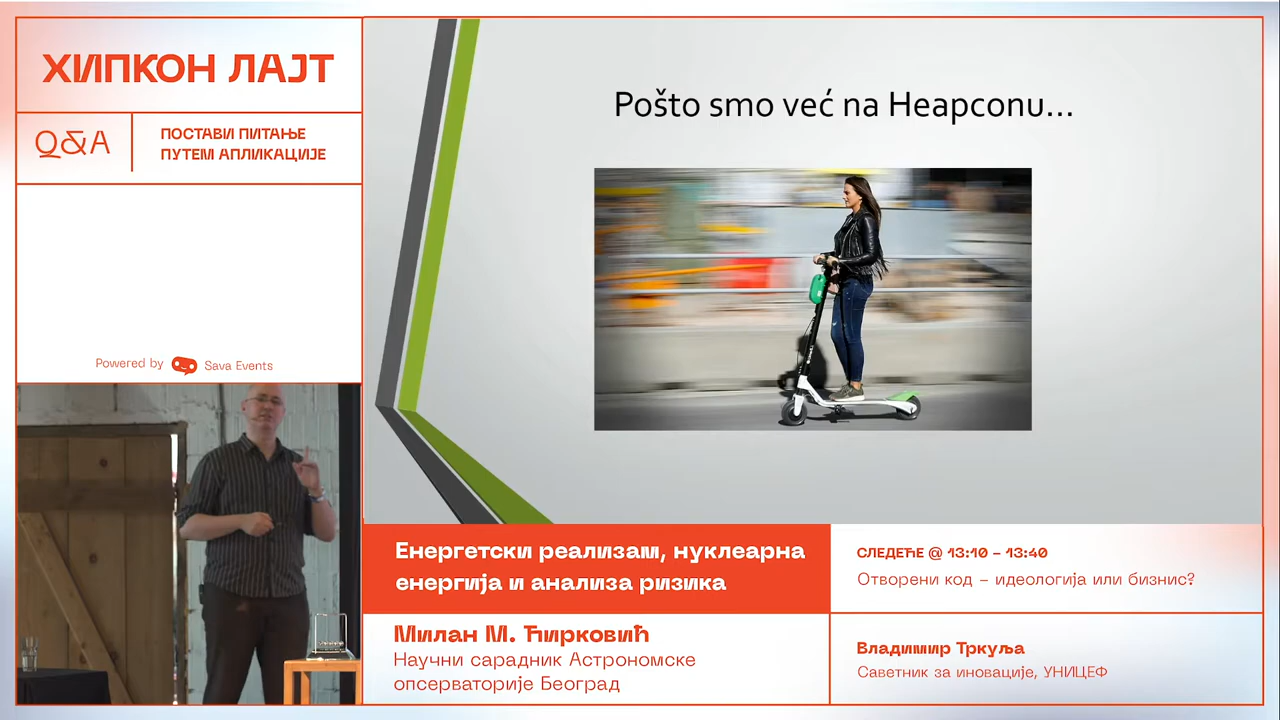 ХИПКОН ЛАЈТ
Q&A
ПОСТАВИ ПИТАЊЕ
ПУТЕМ АПЛИКАЦИЈЕ
Powered by Sava Events
Pošto smo već na Heapconu...
Енергетски реализам, нуклеарна
енергија и анализа ризика
Милан М. Ћирковић
Научни сарадник Астрономске
опсерваторије Београд
СЛЕДЕЋЕ @ 13:10 – 13:40
Отворени код – идеологија или бизнис?
Владимир Тркуља
Саветник за иновације, УНИЦЕФ